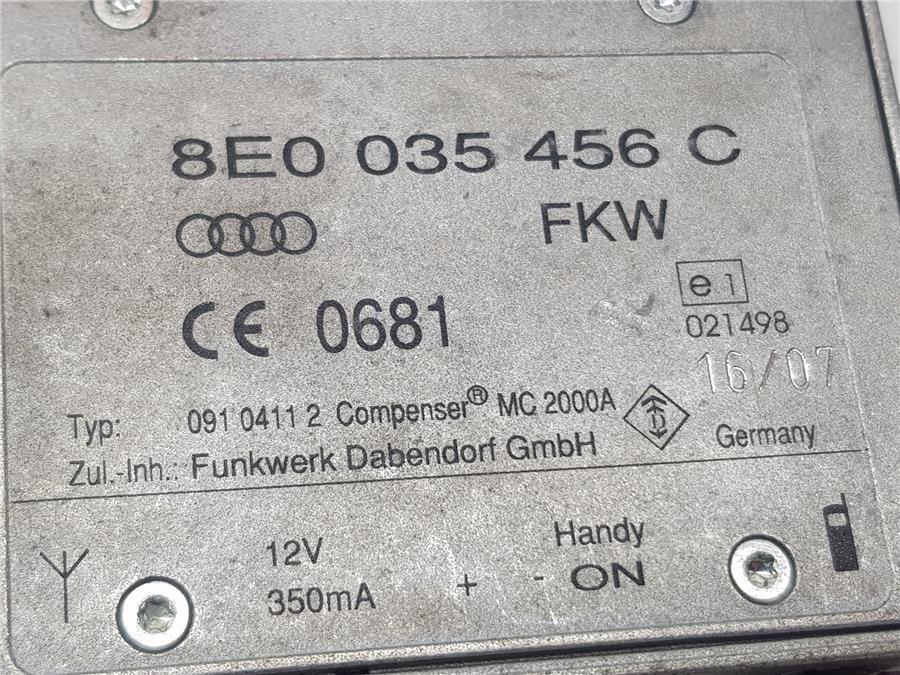 8E0 035 456 C
FKW
CE 0681
e 1
021498
16/07
Typ: 091 0411 2 Compenser® MC 2000A
Zul.-Inh.: Funkwerk Dabendorf GmbH
Germany
12V
Handy
350mA + - ON